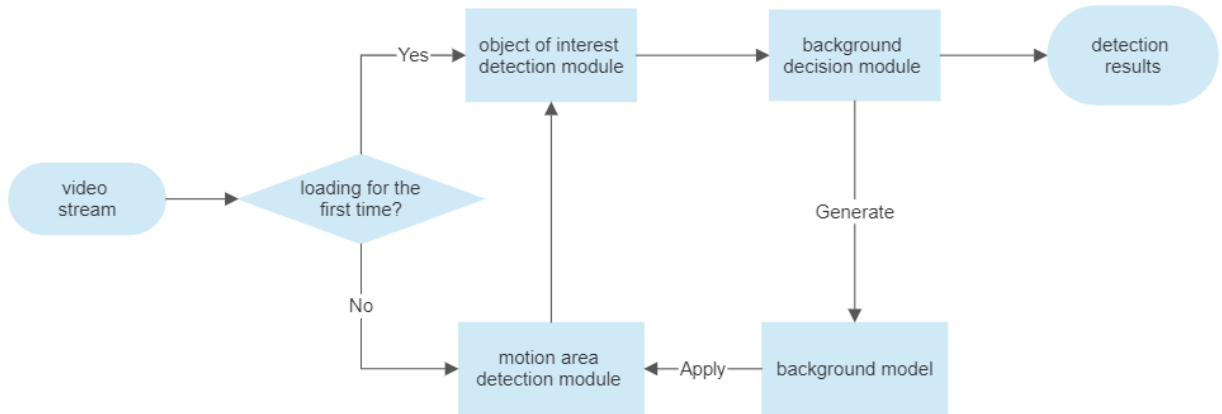 Yes
object of interest
detection module
background
decision module
detection
results
video
stream
loading for the
first time?
Generate
No
motion area
detection module
Apply
background model